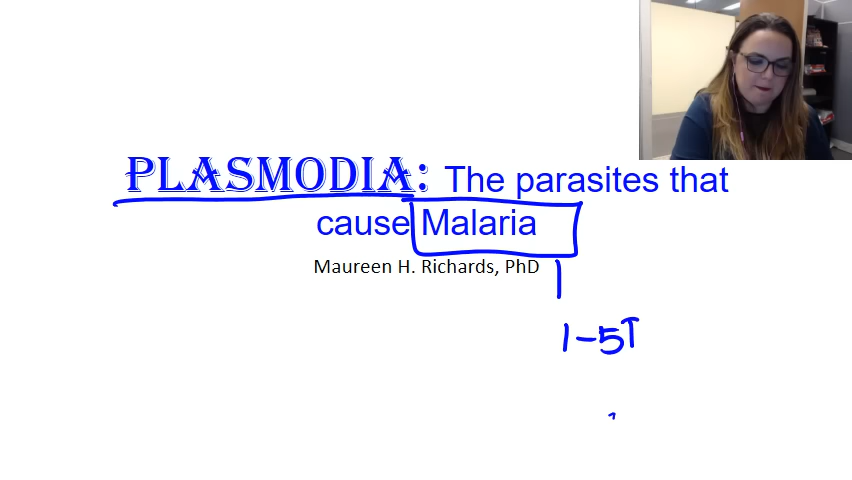 PLASMODIA: The parasites that
cause Malaria
Maureen H. Richards, PhD
1-5T